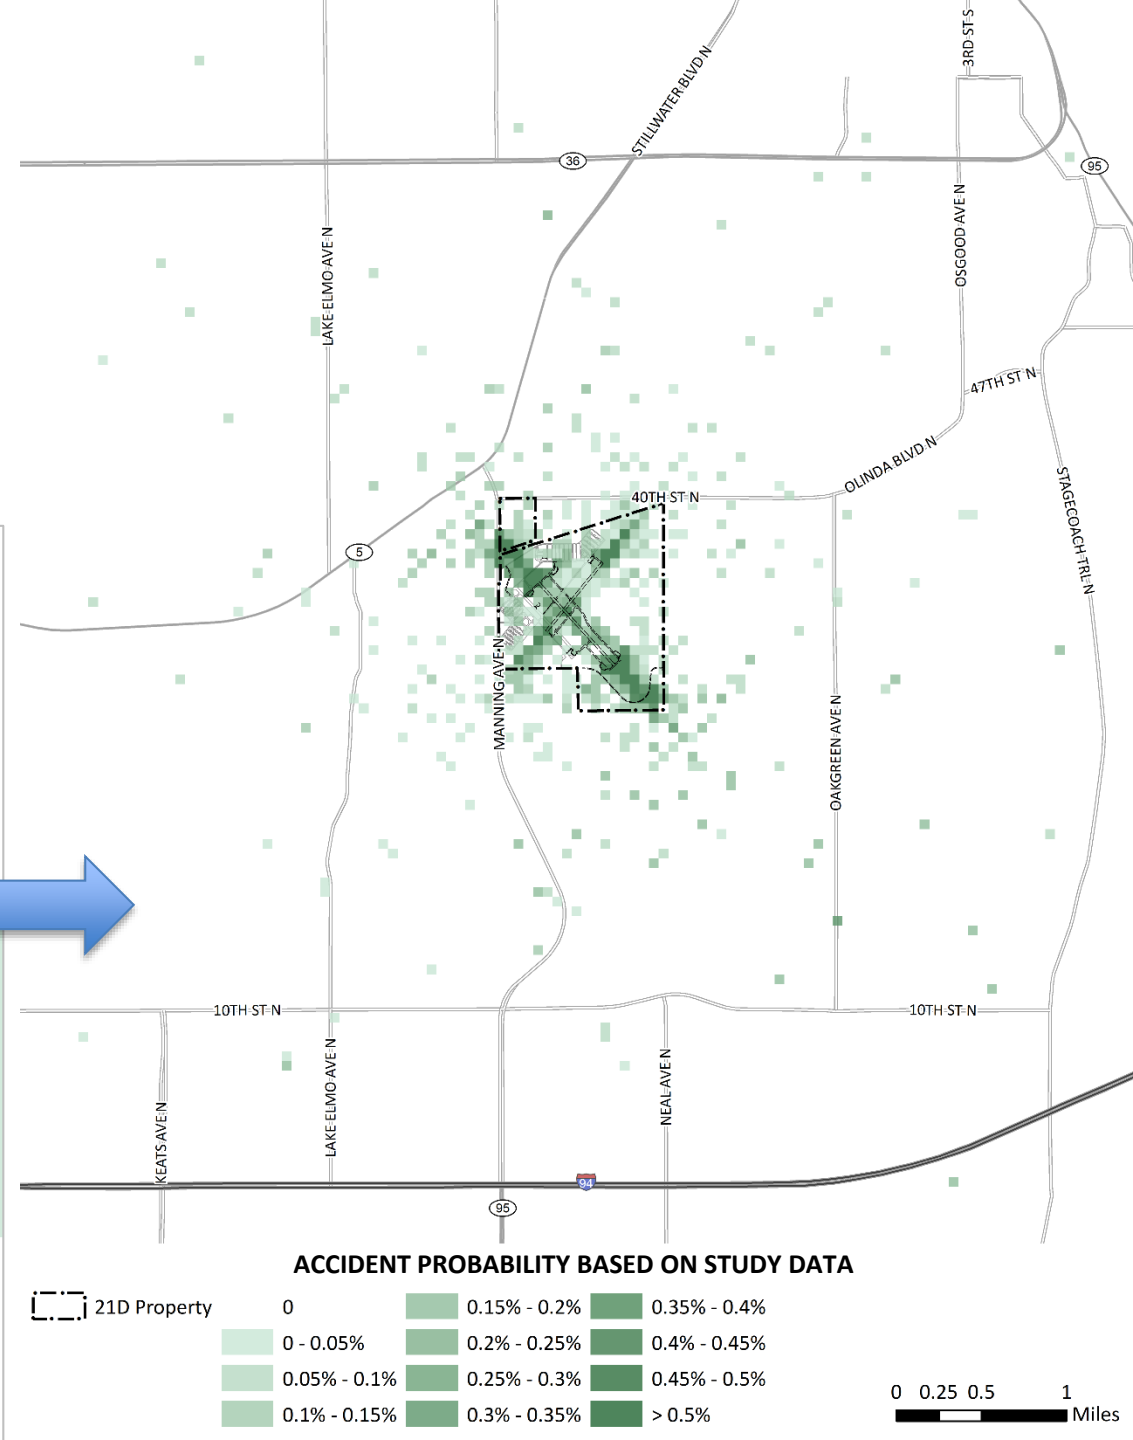 3RD ST S
STILLWATER BLVD N
36
95
OSGOOD AVE N
LAKE ELMO AVE N
47TH ST N
OLINDA BLVD N
40TH ST N
STAGECOACH TRL N
5
MANNING AVE N
OAKGREEN AVE N
10TH ST N
10TH ST N
KEATS AVE N
LAKE ELMO AVE N
NEAL AVE N
94
95
ACCIDENT PROBABILITY BASED ON STUDY DATA
21D Property
0
0 - 0.05%
0.05% - 0.1%
0.1% - 0.15%
0.15% - 0.2%
0.2% - 0.25%
0.25% - 0.3%
0.3% - 0.35%
0.35% - 0.4%
0.4% - 0.45%
0.45% - 0.5%
> 0.5%
0 0.25 0.5 1
Miles